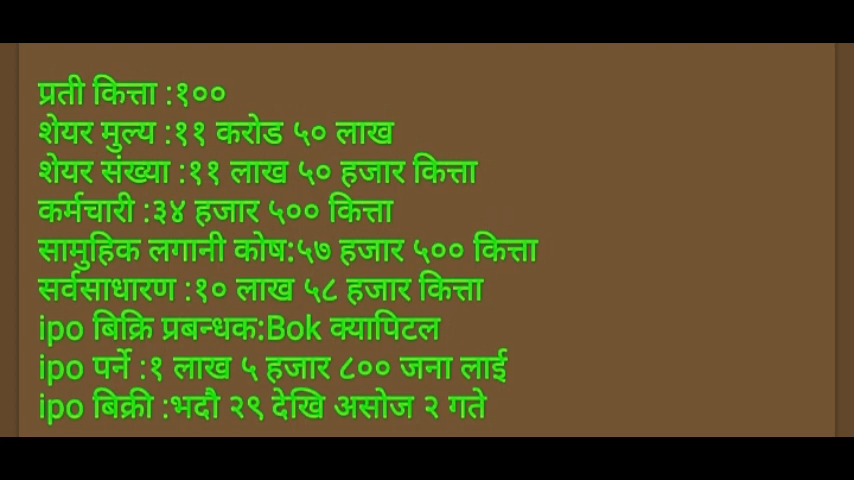 प्रती कित्ता :१००
शेयर मुल्य :११ करोड ५० लाख
शेयर संख्या :११ लाख ५० हजार कित्ता
कर्मचारी :३४ हजार ५०० कित्ता
सामुहिक लगानी कोष:५७ हजार ५०० कित्ता
सर्वसाधारण :१० लाख ५८ हजार कित्ता
ipo बिक्रि प्रबन्धक:Bok क्यापिटल
ipo पर्ने :१ लाख ५ हजार ८०० जना लाई
ipo बिक्री :भदौ २९ देखि असोज २ गते